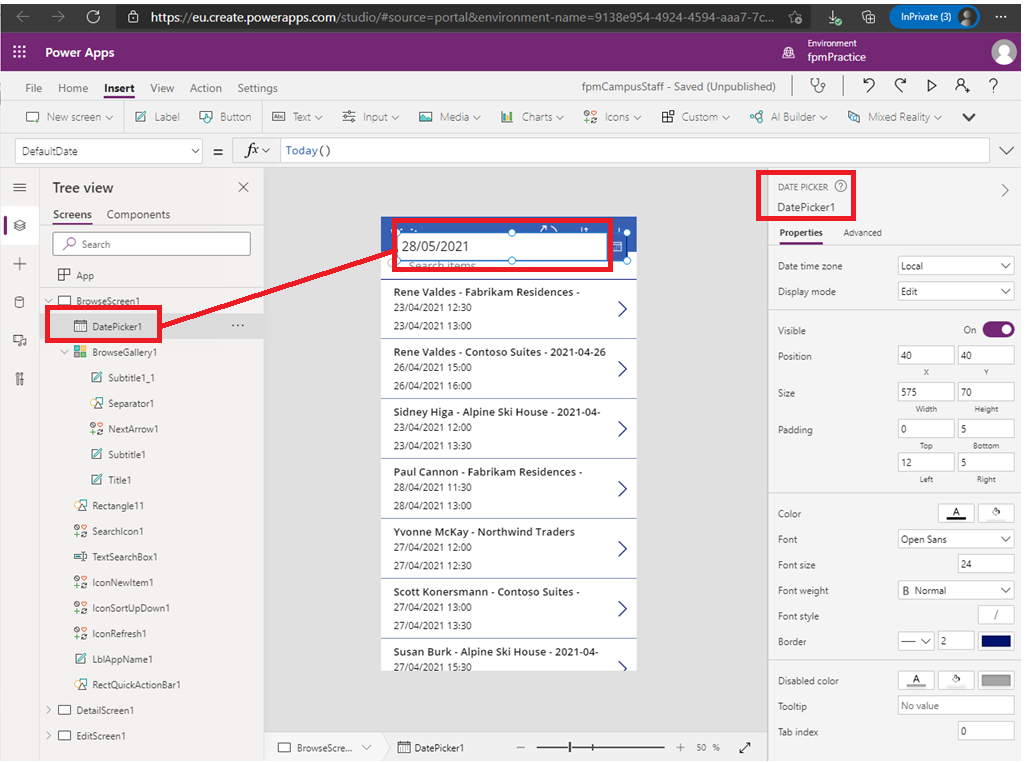 https://eu.create.powerapps.com/studio/#source=portal&environment-name=9138e954-4924-4594-aaa7-7c...
InPrivate (3)
Power Apps
Environment
fpmPractice
File Home Insert View Action Settings
fpmCampusStaff - Saved (Unpublished)
New screen Label Button Text Input Media Charts Icons Custom AI Builder Mixed Reality
DefaultDate = fx Today()
Tree view
Screens Components
Search
App
BrowseScreen1
DatePicker1 ...
BrowseGallery1
Subtitle1_1
Separator1
NextArrow1
Subtitle1
Title1
Rectangle11
SearchIcon1
TextSearchBox1
IconNewItem1
IconSortUpDown1
IconRefresh1
LblAppName1
RectQuickActionBar1
DetailScreen1
EditScreen1
28/05/2021
Search items
Rene Valdes - Fabrikam Residences -
23/04/2021 12:30
23/04/2021 13:00
Rene Valdes - Contoso Suites - 2021-04-26
26/04/2021 15:00
26/04/2021 16:00
Sidney Higa - Alpine Ski House - 2021-04-
23/04/2021 12:00
23/04/2021 13:30
Paul Cannon - Fabrikam Residences -
28/04/2021 11:30
28/04/2021 13:00
Yvonne McKay - Northwind Traders
27/04/2021 12:00
27/04/2021 12:30
Scott Konersmann - Contoso Suites -
27/04/2021 13:00
27/04/2021 13:30
Susan Burk - Alpine Ski House - 2021-04-
27/04/2021 15:30
BrowseScre... DatePicker1
50 %
DATE PICKER ?
DatePicker1
Properties Advanced
Date time zone Local
Display mode Edit
Visible On
Position 40 40
X Y
Size 575 70
Width Height
Padding 0 5
Top Bottom
12 5
Left Right
Color A
Font Open Sans
Font size 24
Font weight B Normal
Font style /
Border 2
Disabled color A
Tooltip No value
Tab index 0